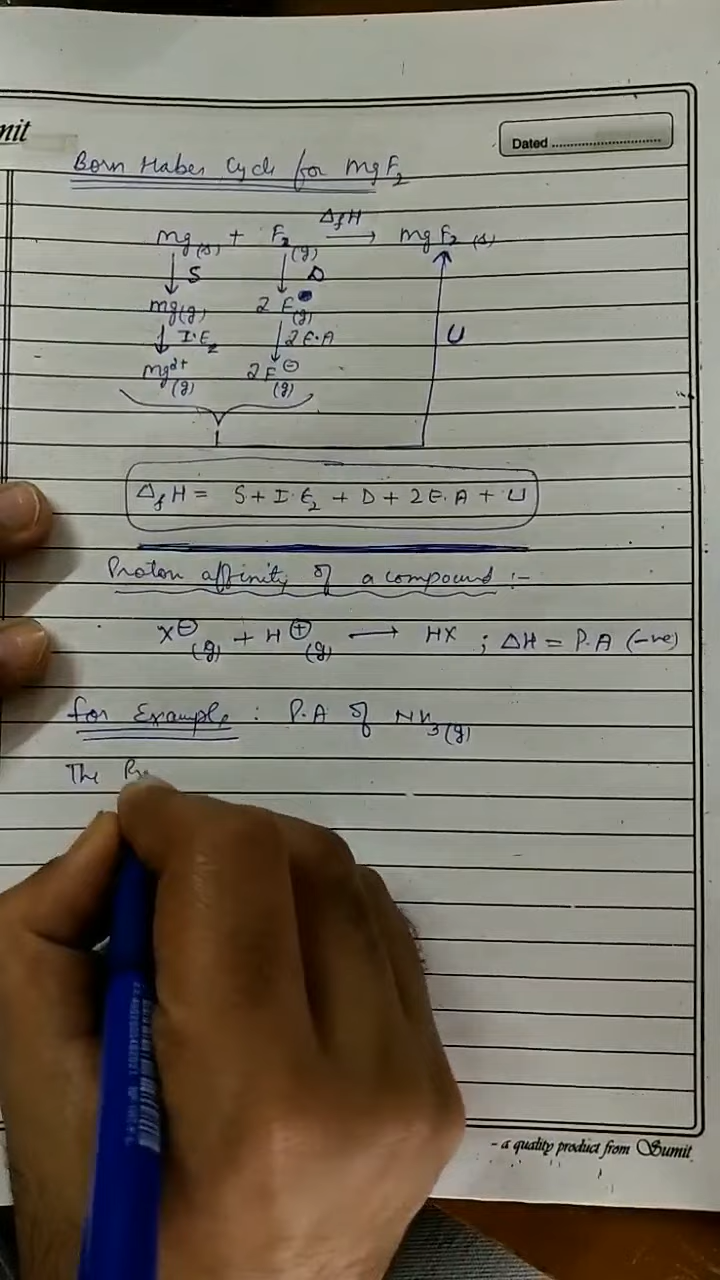 mit
Dated
Born Haber Cycle for MgF₂
Mg(s) + F₂(g) ΔfH → MgF₂ (s)
↓ S ↓ D
Mg(g) 2F(g)
↓ I.E₂ ↓ 2E.A U
Mg²⁺(g) 2F⊖(g)
ΔfH = S + I.E₂ + D + 2E.A + U
Proton affinity of a compound :-
X⊖(g) + H⊕(g) → HX ; ΔH = P.A (-ve)
for Example : P.A of NH₃(g)
The
- a quality product from Sumit